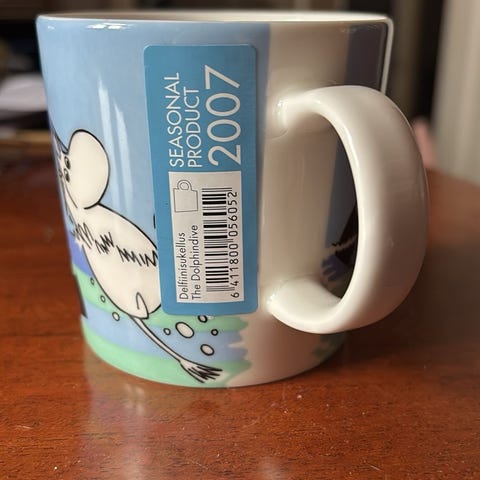 SEASONAL
PRODUCT
2007
Delfiinisukellus
The Dolphindive
6 411800 056052